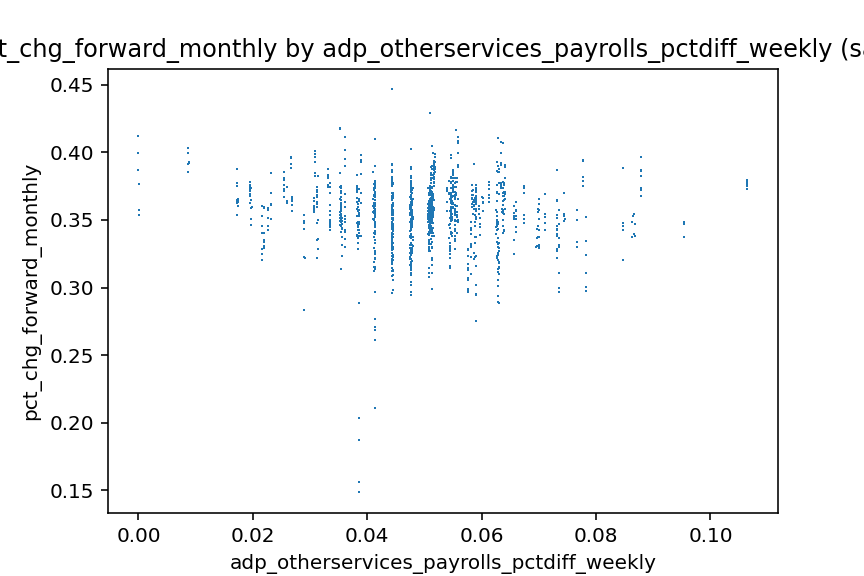 t_chg_forward_monthly by adp_otherservices_payrolls_pctdiff_weekly (s
0.45
0.40
0.35
0.30
0.25
0.20
0.15
pct_chg_forward_monthly
0.00 0.02 0.04 0.06 0.08 0.10
adp_otherservices_payrolls_pctdiff_weekly